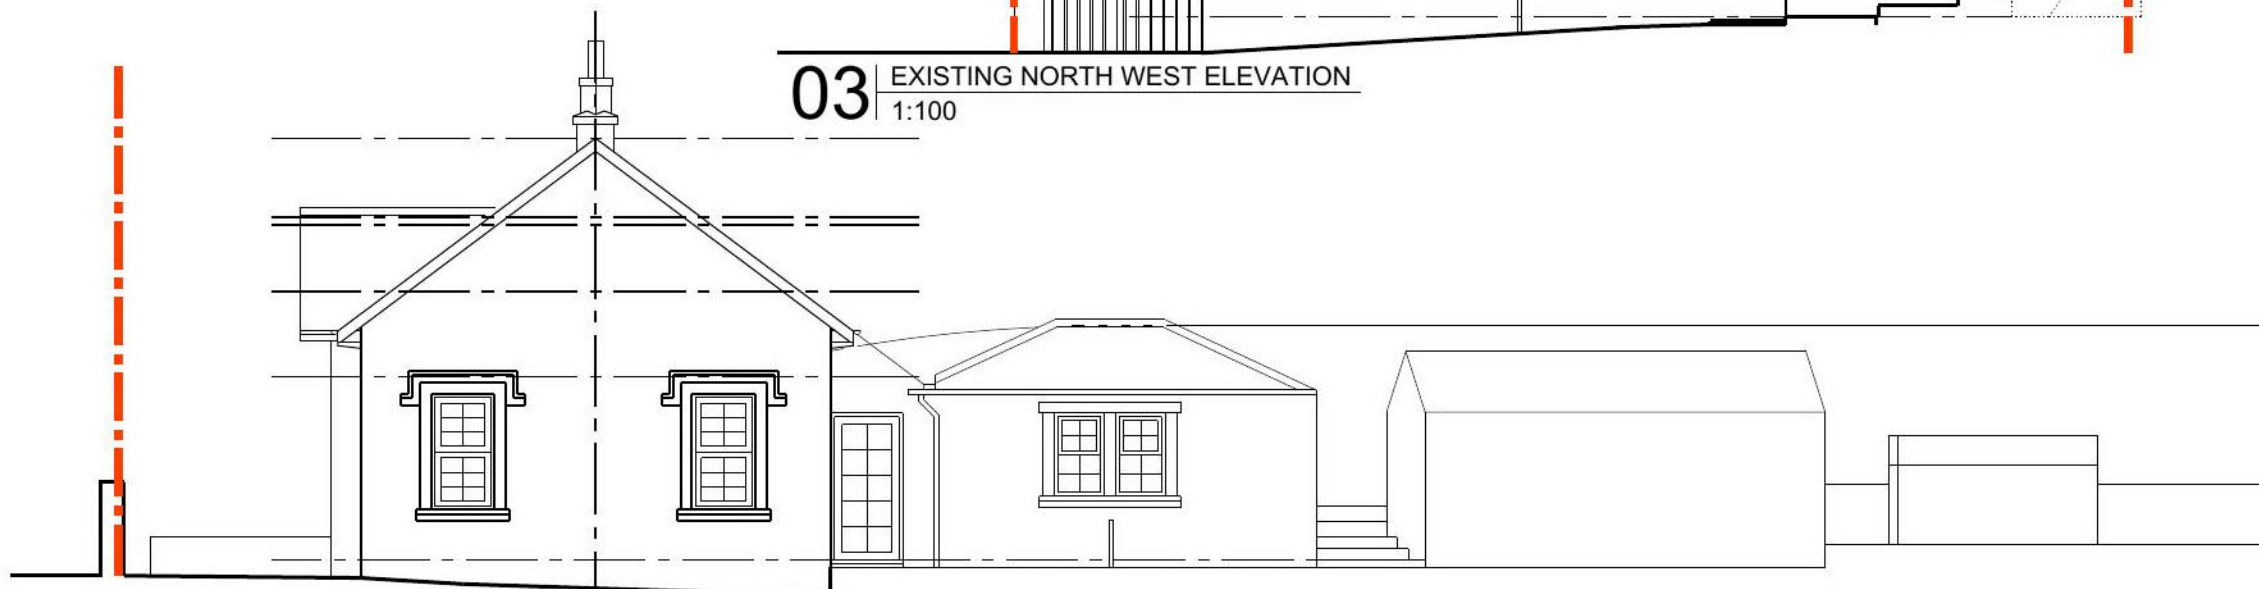 03
EXISTING NORTH WEST ELEVATION
1:100